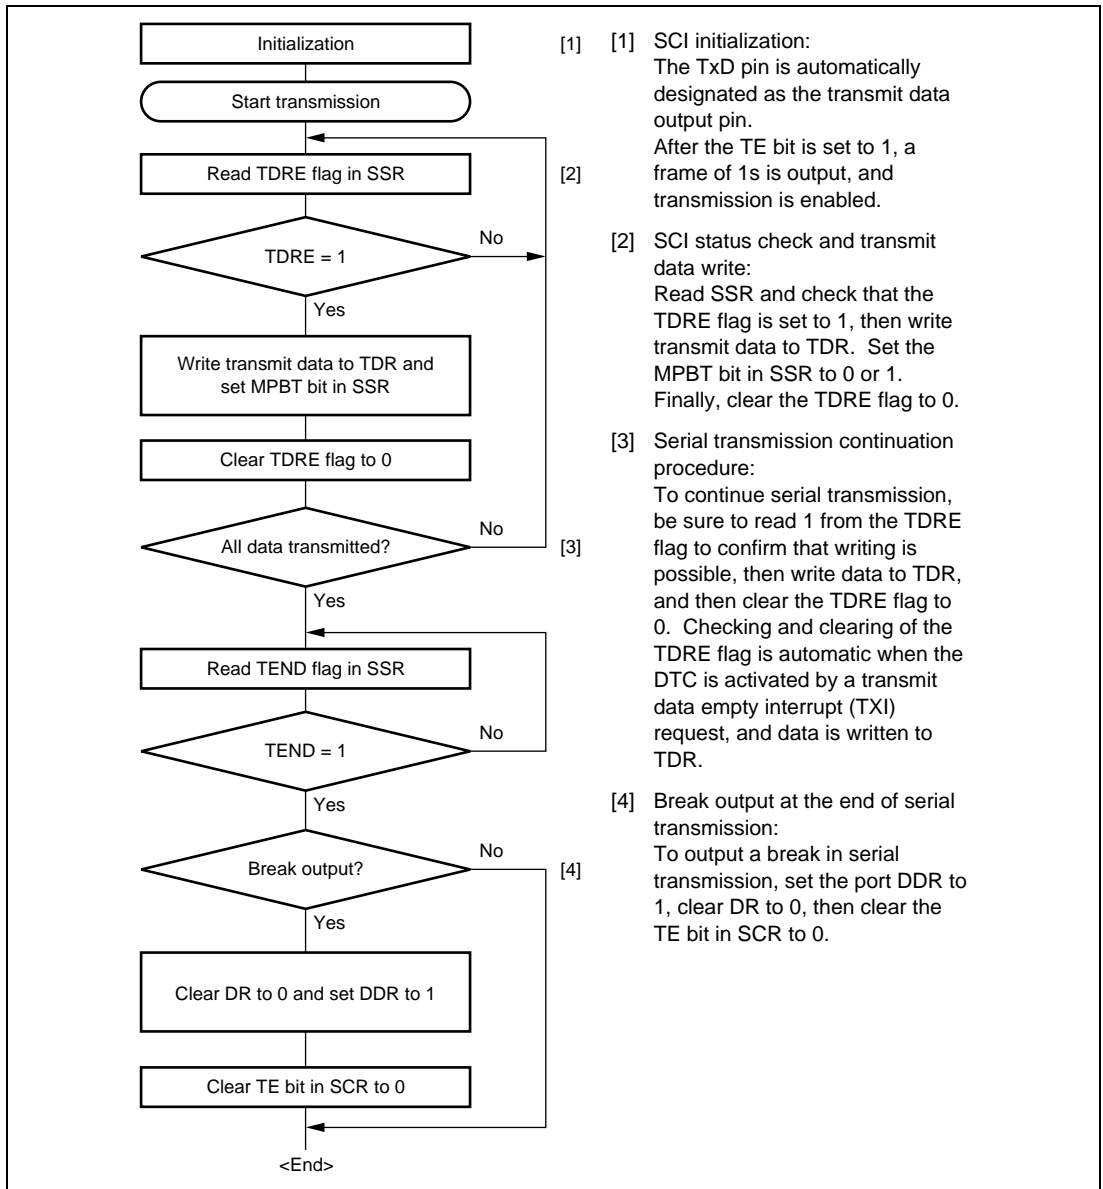 Initialization
[1]
Start transmission
Read TDRE flag in SSR
[2]
TDRE = 1
No
Yes
Write transmit data to TDR and
set MPBT bit in SSR
Clear TDRE flag to 0
All data transmitted?
No
[3]
Yes
Read TEND flag in SSR
TEND = 1
No
Yes
Break output?
No
[4]
Yes
Clear DR to 0 and set DDR to 1
Clear TE bit in SCR to 0
<End>
[1] SCI initialization:
The TxD pin is automatically
designated as the transmit data
output pin.
After the TE bit is set to 1, a
frame of 1s is output, and
transmission is enabled.
[2] SCI status check and transmit
data write:
Read SSR and check that the
TDRE flag is set to 1, then write
transmit data to TDR. Set the
MPBT bit in SSR to 0 or 1.
Finally, clear the TDRE flag to 0.
[3] Serial transmission continuation
procedure:
To continue serial transmission,
be sure to read 1 from the TDRE
flag to confirm that writing is
possible, then write data to TDR,
and then clear the TDRE flag to
0. Checking and clearing of the
TDRE flag is automatic when the
DTC is activated by a transmit
data empty interrupt (TXI)
request, and data is written to
TDR.
[4] Break output at the end of serial
transmission:
To output a break in serial
transmission, set the port DDR to
1, clear DR to 0, then clear the
TE bit in SCR to 0.